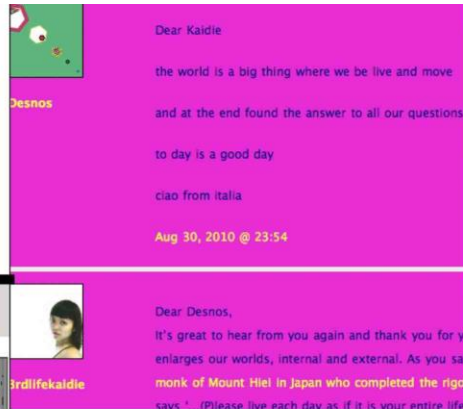 Dear Kaidie
the world is a big thing where we be live and move
Desnos
and at the end found the answer to all our questions
to day is a good day
ciao from italia
Aug 30, 2010 @ 23:54
Dear Desnos,
It's great to hear from you again and thank you for
enlarges our worlds, internal and external. As you
3rdlifekaidie
monk of Mount Hiei in Japan who completed the
says ' (P)lease live each day as if it is your entire life